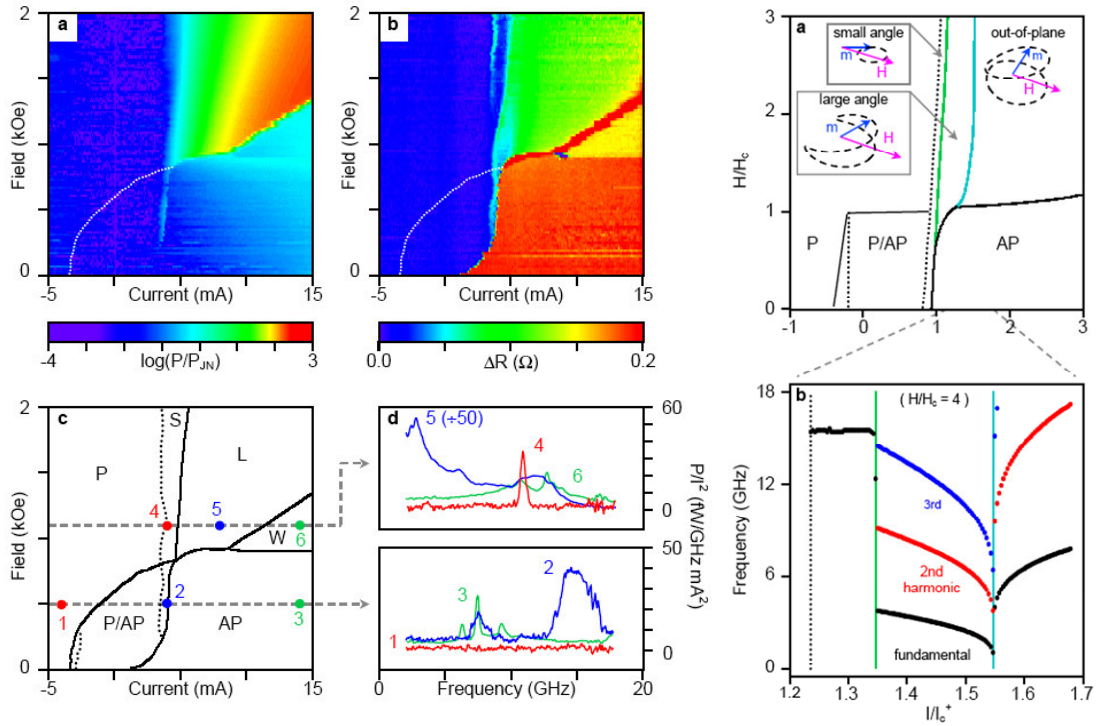 a
2
Field (kOe)
0
-5
Current (mA)
15
-4
log(P/P_JN)
3
b
2
Field (kOe)
0
-5
Current (mA)
15
0.0
ΔR (Ω)
0.2
c
2
Field (kOe)
0
P
S
L
4
5
6
W
2
1
P/AP
AP
3
-5
Current (mA)
15
d
5 (÷50)
4
6
60
0
P/I² (fW/GHz mA²)
3
2
1
50
0
0
Frequency (GHz)
20
a
H/H_c
3
2
1
0
small angle
m
H
large angle
m
H
out-of-plane
m
H
P
P/AP
AP
-1
0
1
2
3
b
( H/H_c = 4 )
Frequency (GHz)
18
12
6
0
3rd
2nd
harmonic
fundamental
1.2
1.3
1.4
1.5
1.6
1.7
I/I_c⁺